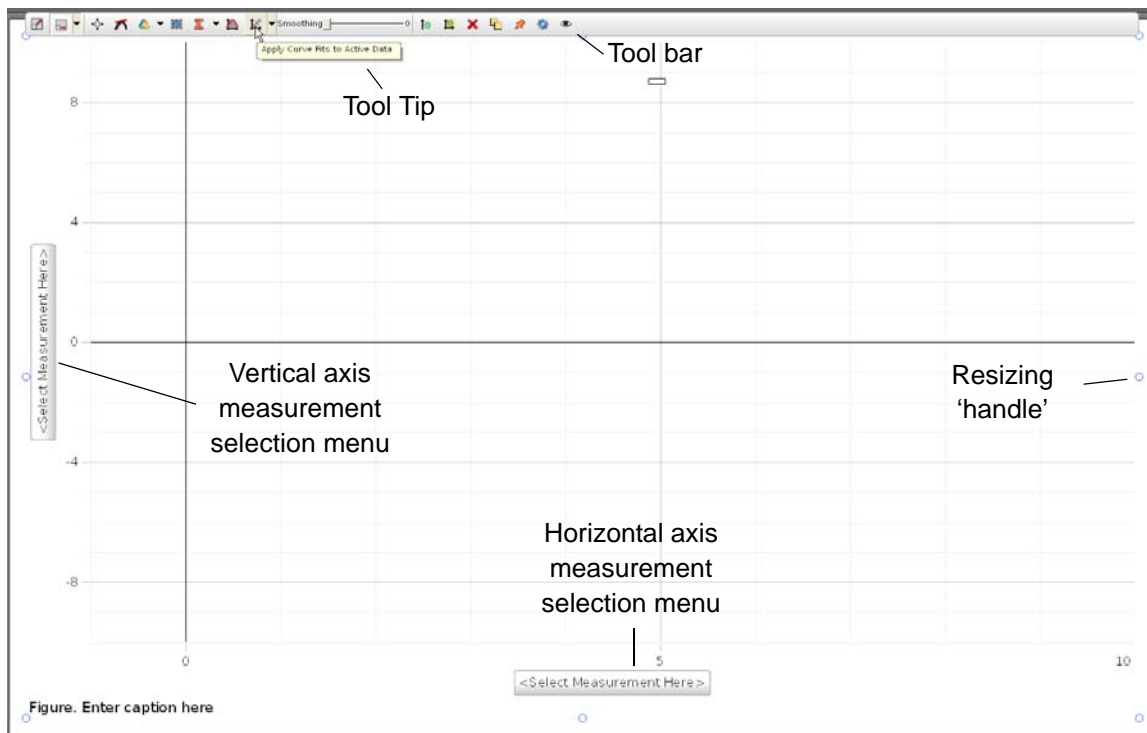 Smoothing 0
Apply Curve Fits to Active Data
Tool bar
Tool Tip
8
4
0
-4
-8
<Select Measurement Here>
Vertical axis
measurement
selection menu
Resizing
‘handle’
Horizontal axis
measurement
selection menu
0
5
10
<Select Measurement Here>
Figure. Enter caption here